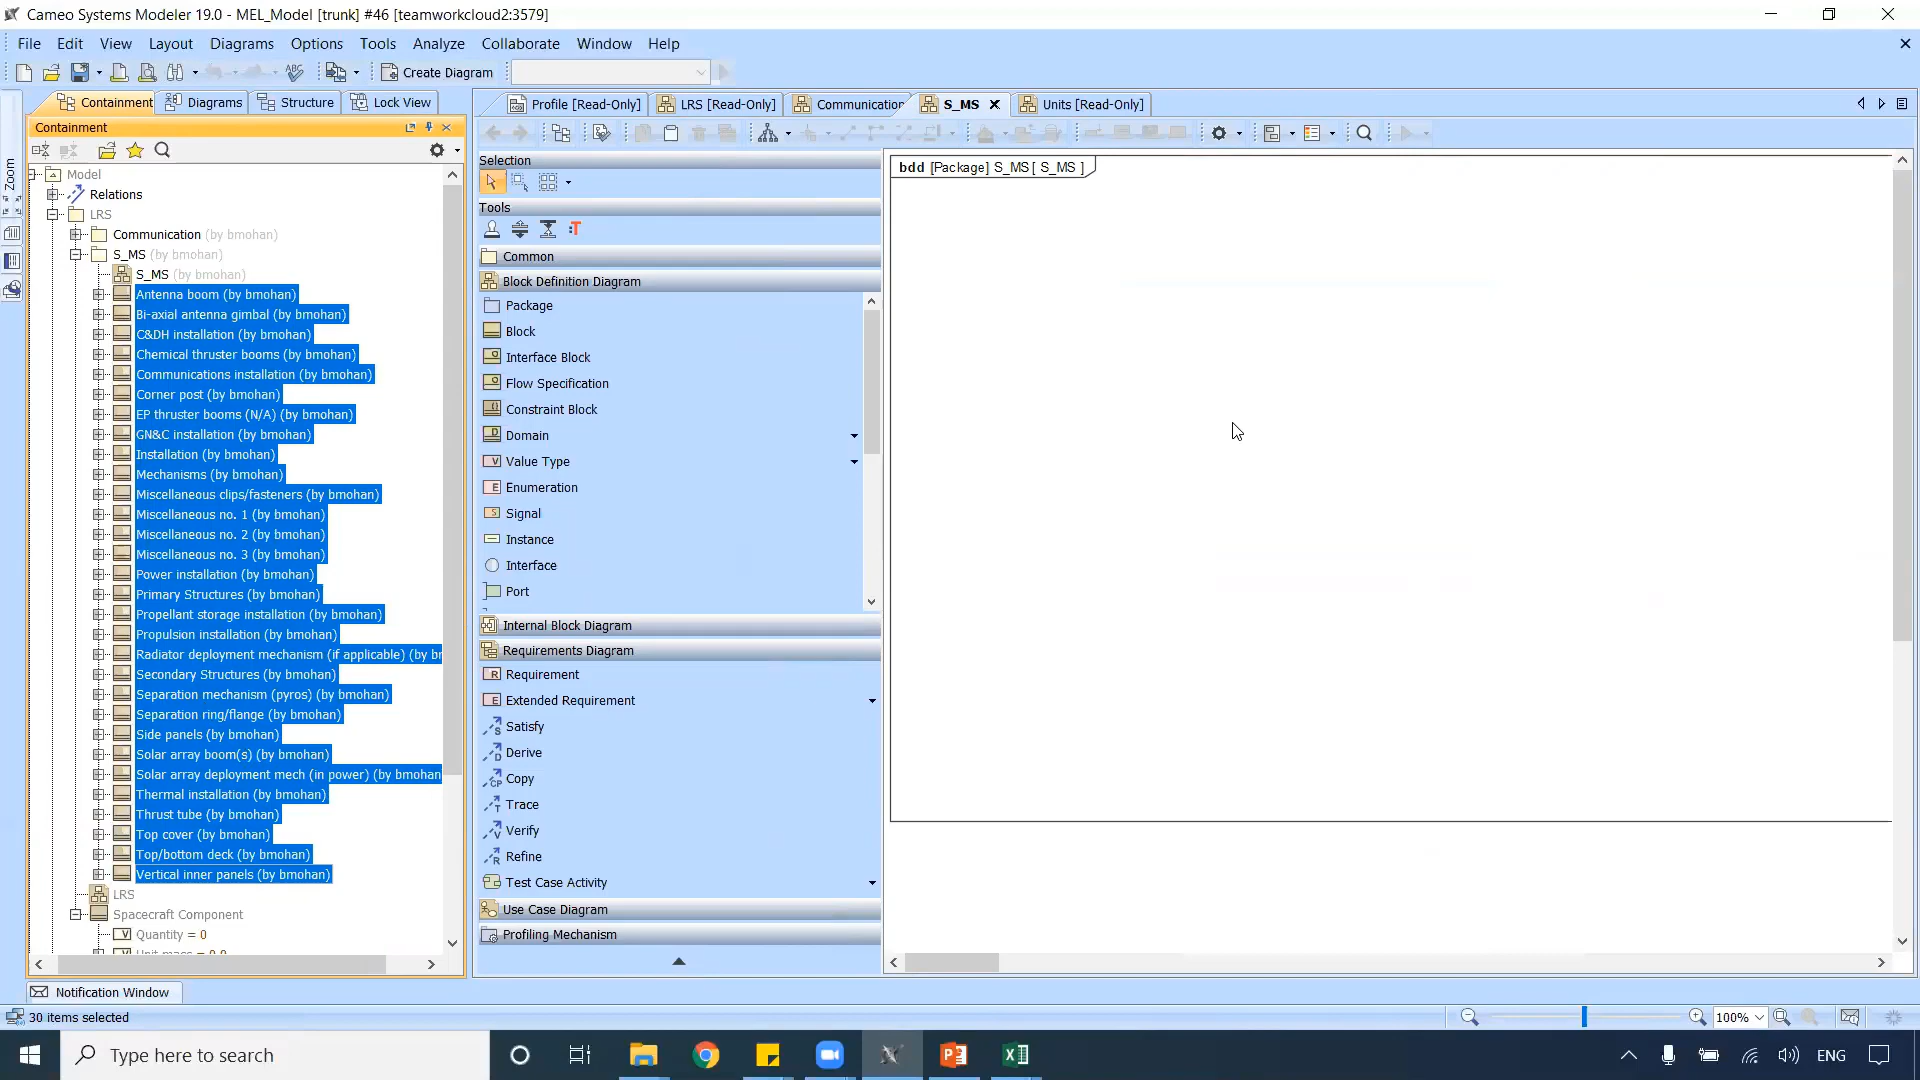 Cameo Systems Modeler 19.0 - MEL_Model [trunk] #46 [teamworkcloud2:3579]
File Edit View Layout Diagrams Options Tools Analyze Collaborate Window Help
Create Diagram
Containment Diagrams Structure Lock View
Profile [Read-Only] LRS [Read-Only] Communication S_MS Units [Read-Only]
Zoom
Containment
Model
Relations
LRS
Communication (by bmohan)
S_MS (by bmohan)
S_MS (by bmohan)
Antenna boom (by bmohan)
Bi-axial antenna gimbal (by bmohan)
C&DH installation (by bmohan)
Chemical thruster booms (by bmohan)
Communications installation (by bmohan)
Corner post (by bmohan)
EP thruster booms (N/A) (by bmohan)
GN&C installation (by bmohan)
Installation (by bmohan)
Mechanisms (by bmohan)
Miscellaneous clips/fasteners (by bmohan)
Miscellaneous no. 1 (by bmohan)
Miscellaneous no. 2 (by bmohan)
Miscellaneous no. 3 (by bmohan)
Power installation (by bmohan)
Primary Structures (by bmohan)
Propellant storage installation (by bmohan)
Propulsion installation (by bmohan)
Radiator deployment mechanism (if applicable) (by br
Secondary Structures (by bmohan)
Separation mechanism (pyros) (by bmohan)
Separation ring/flange (by bmohan)
Side panels (by bmohan)
Solar array boom(s) (by bmohan)
Solar array deployment mech (in power) (by bmohan
Thermal installation (by bmohan)
Thrust tube (by bmohan)
Top cover (by bmohan)
Top/bottom deck (by bmohan)
Vertical inner panels (by bmohan)
LRS
Spacecraft Component
Quantity = 0
Selection
Tools
Common
Block Definition Diagram
Package
Block
Interface Block
Flow Specification
Constraint Block
Domain
Value Type
Enumeration
Signal
Instance
Interface
Port
Internal Block Diagram
Requirements Diagram
Requirement
Extended Requirement
Satisfy
Derive
Copy
Trace
Verify
Refine
Test Case Activity
Use Case Diagram
Profiling Mechanism
bdd [Package] S_MS[ S_MS ]
Notification Window
30 items selected
100%
Type here to search
ENG